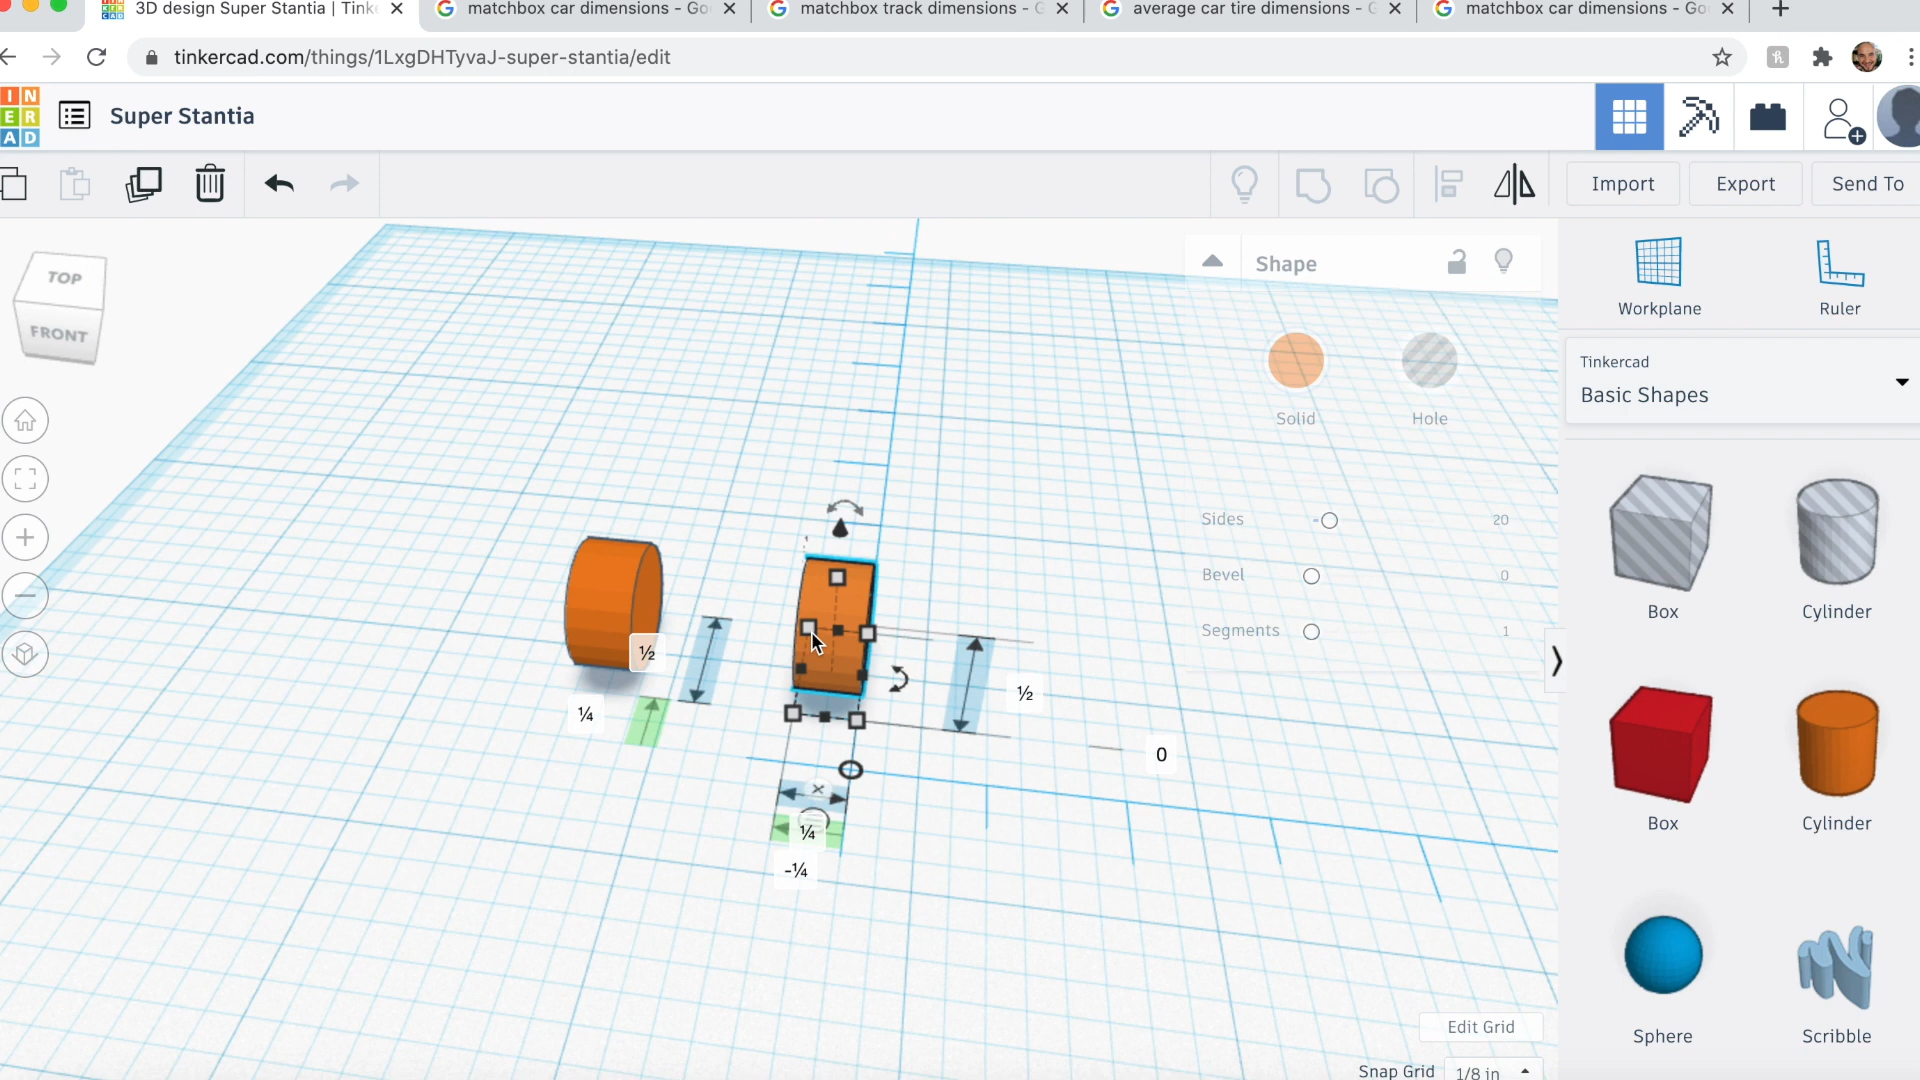 3D design Super Stantia | Tink
matchbox car dimensions - Go
matchbox track dimensions - G
average car tire dimensions - G
matchbox car dimensions - Go
tinkercad.com/things/1LxgDHTyvaJ-super-stantia/edit
I N
E R
A D
Super Stantia
Import
Export
Send To
TOP
FRONT
Shape
Solid
Hole
Sides
20
Bevel
0
Segments
1
Workplane
Ruler
Tinkercad
Basic Shapes
Box
Cylinder
Box
Cylinder
Sphere
Scribble
½
¼
½
0
¼
-¼
Edit Grid
Snap Grid
1/8 in